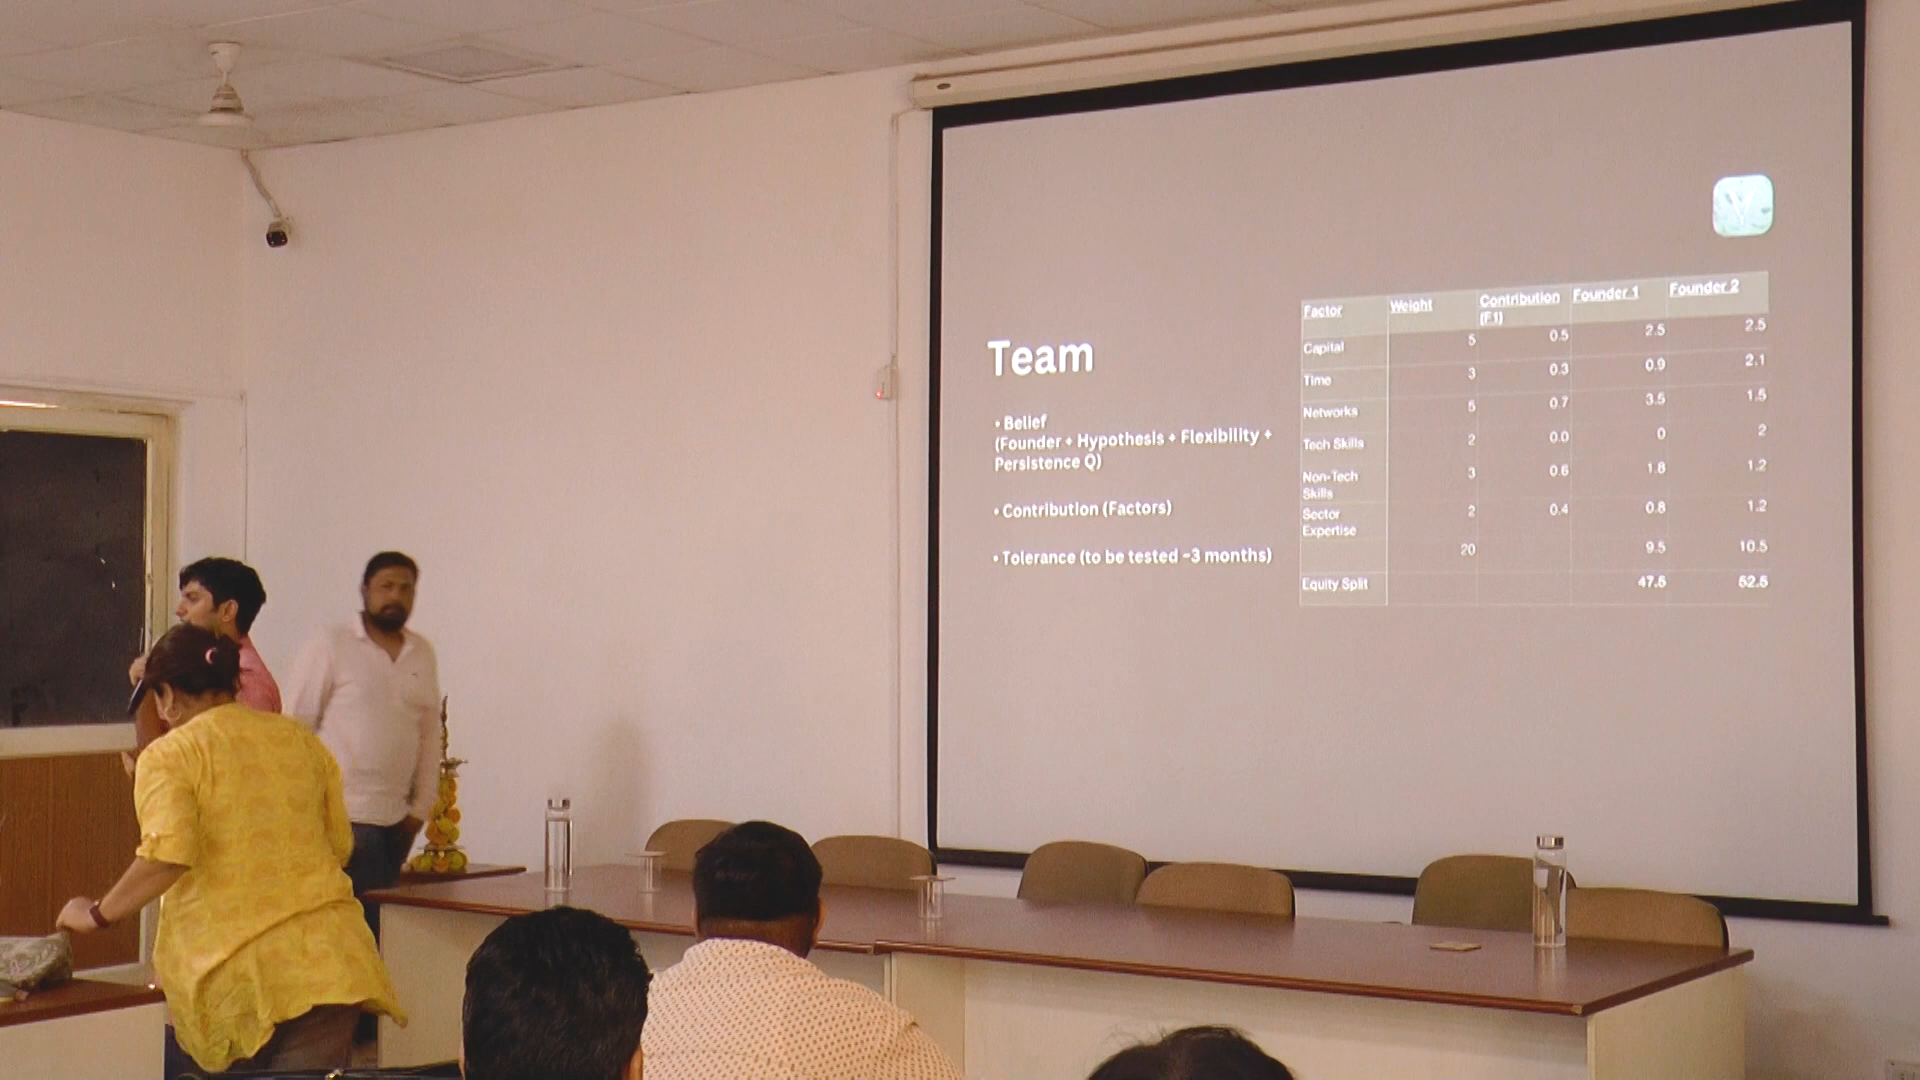 Team
• Belief
(Founder + Hypothesis + Flexibility +
Persistence Q)
• Contribution (Factors)
• Tolerance (to be tested ~3 months)
Factor Weight Contribution (F1) Founder 1 Founder 2
Capital 5 0.5 2.5 2.5
Time 3 0.3 0.9 2.1
Networks 5 0.7 3.5 1.5
Tech Skills 2 0.0 0 2
Non-Tech Skills 3 0.6 1.8 1.2
Sector Expertise 2 0.4 0.8 1.2
20 9.5 10.5
Equity Split 47.5 52.5